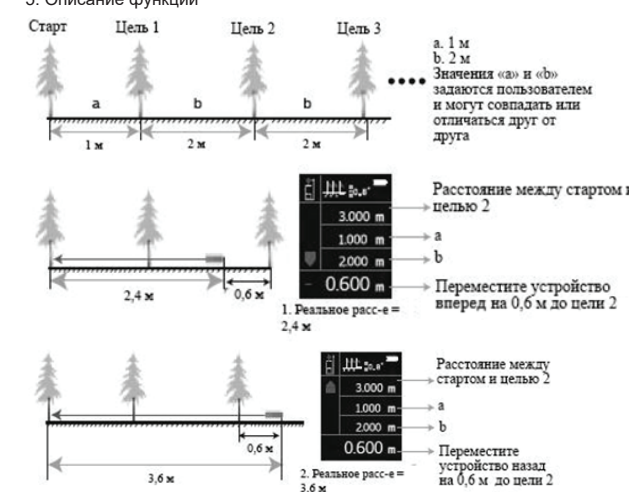 5. Описание функций
Старт Цель 1 Цель 2 Цель 3
a b b
1 м 2 м 2 м
a. 1 м
b. 2 м
Значения «a» и «b»
задаются пользователем
и могут совпадать или
отличаться друг от
друга
3.000 m
1.000 m
2.000 m
0.600 m
Расстояние между стартом и
целью 2
a
b
Переместите устройство
вперед на 0,6 м до цели 2
2,4 м 0,6 м
1. Реальное расс-е =
2,4 м
3.000 m
1.000 m
2.000 m
0.600 m
Расстояние между
стартом и целью 2
a
b
Переместите
устройство назад
на 0,6 м до цели 2
0,6 м
3,6 м
2. Реальное расс-е =
3,6 м